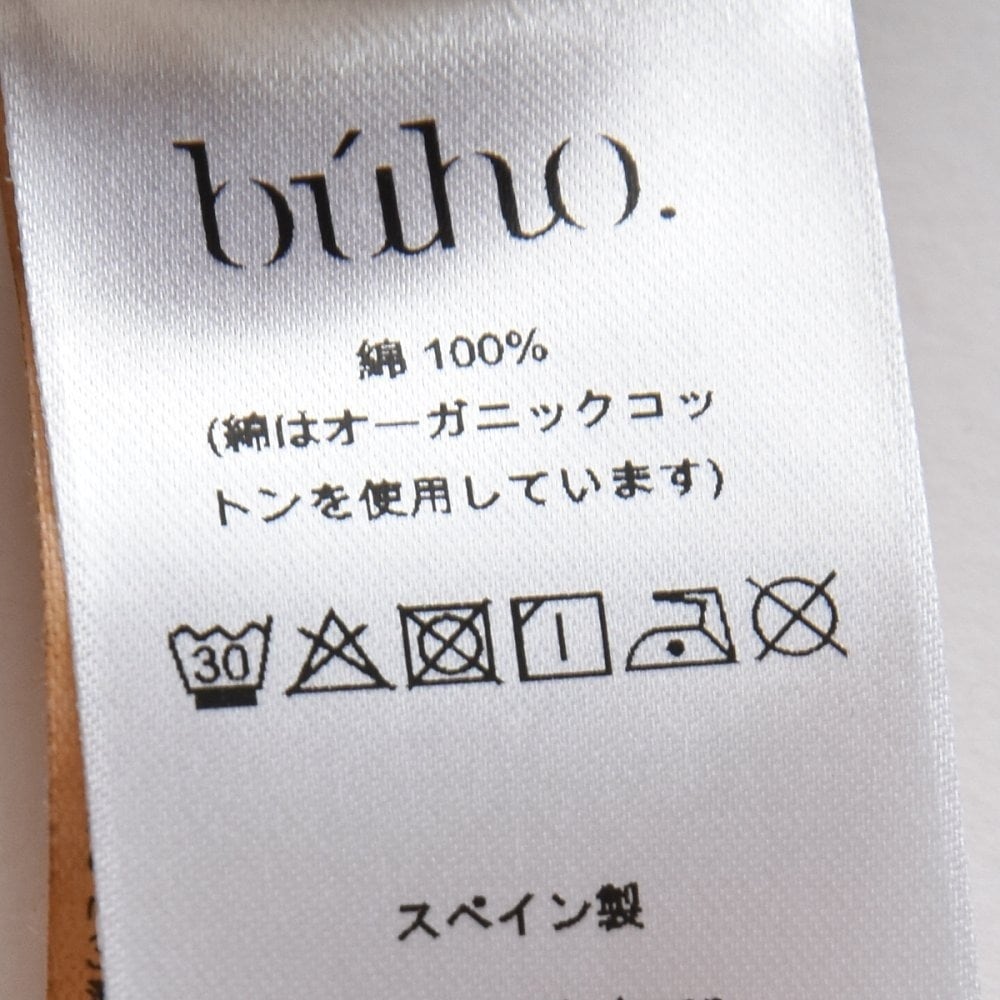 búho.
綿 100%
(綿はオーガニックコッ
トンを使用しています)
30
スペイン製